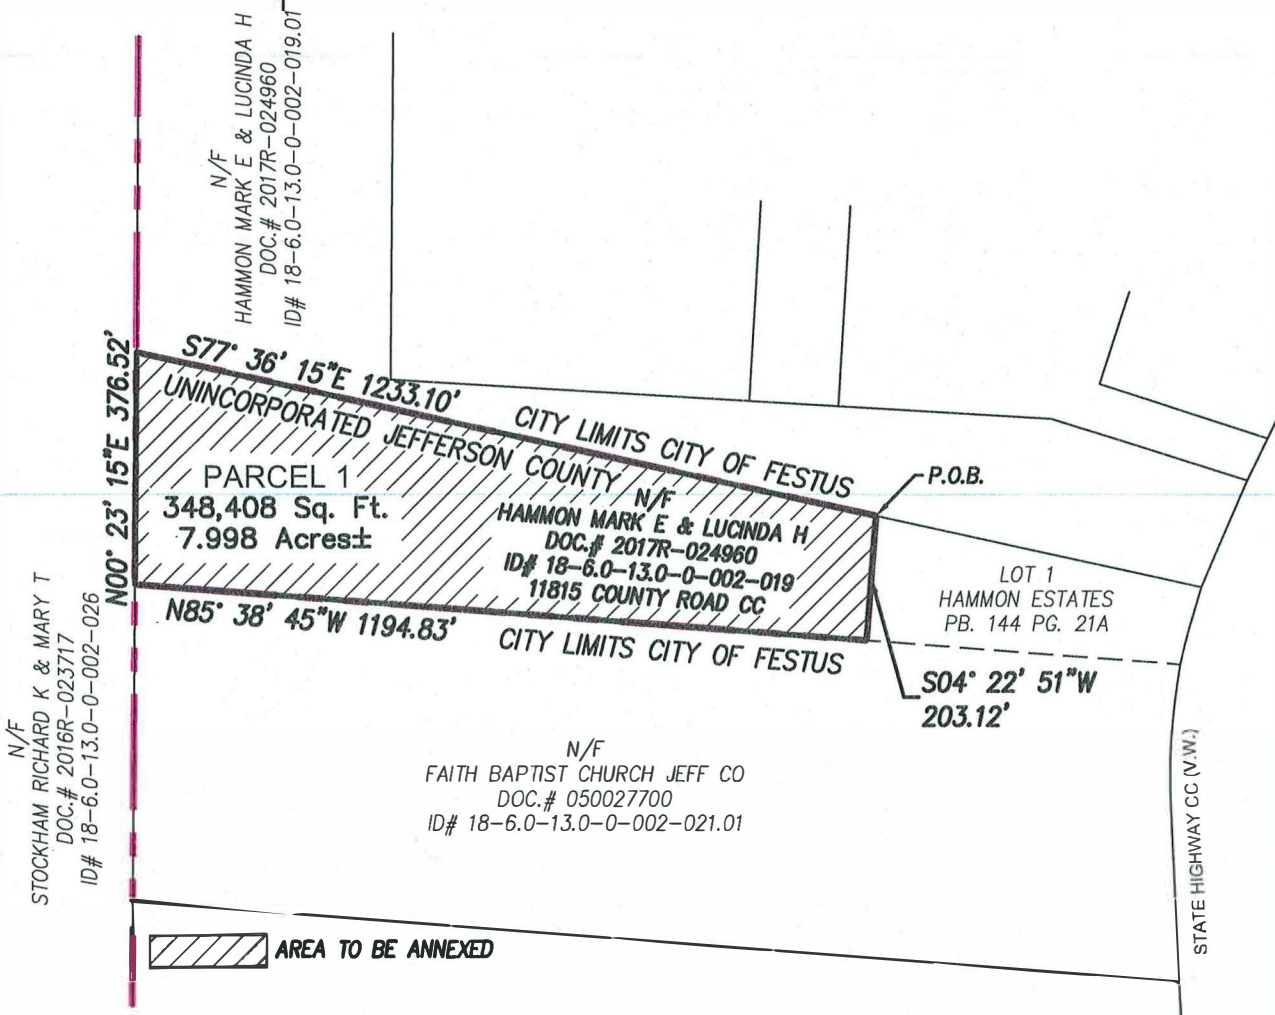 N/F
HAMMON MARK E & LUCINDA H
DOC.# 2017R-024960
ID# 18-6.0-13.0-0-002-019.01
S77° 36' 15"E 1233.10'
CITY LIMITS CITY OF FESTUS
UNINCORPORATED JEFFERSON COUNTY
N00° 23' 15"E 376.52'
PARCEL 1
348,408 Sq. Ft.
7.998 Acres±
N/F
HAMMON MARK E & LUCINDA H
DOC.# 2017R-024960
ID# 18-6.0-13.0-0-002-019
11815 COUNTY ROAD CC
P.O.B.
LOT 1
HAMMON ESTATES
PB. 144 PG. 21A
N85° 38' 45"W 1194.83'
CITY LIMITS CITY OF FESTUS
S04° 22' 51"W
203.12'
N/F
STOCKHAM RICHARD K & MARY T
DOC.# 2016R-023717
ID# 18-6.0-13.0-0-002-026
N/F
FAITH BAPTIST CHURCH JEFF CO
DOC.# 050027700
ID# 18-6.0-13.0-0-002-021.01
STATE HIGHWAY CC (V.W.)
AREA TO BE ANNEXED